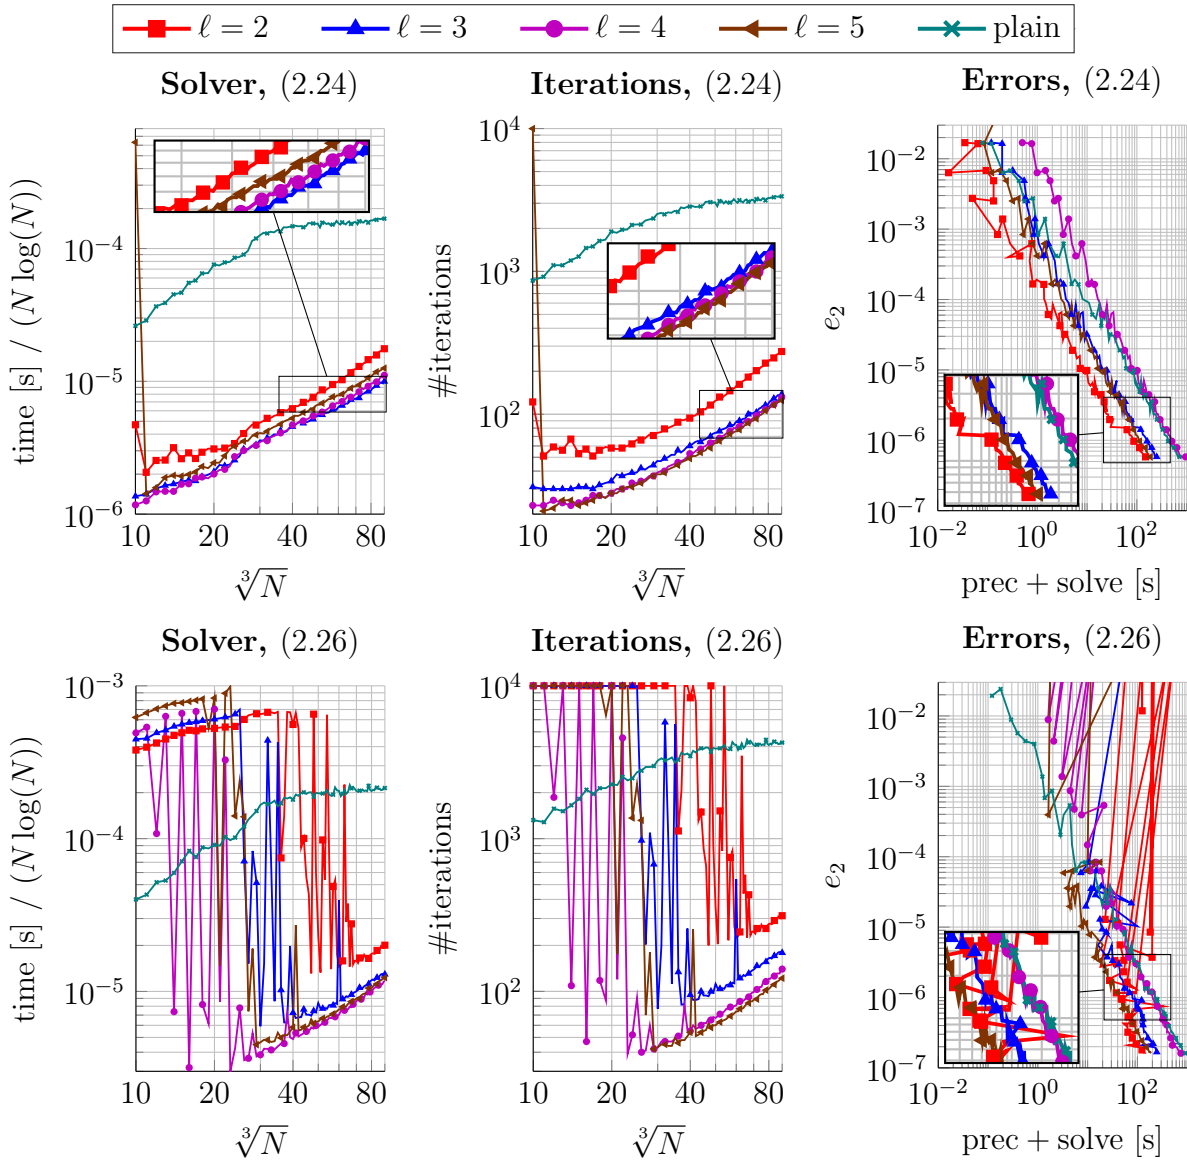 ℓ = 2 ℓ = 3 ℓ = 4 ℓ = 5 plain
Solver, (2.24) Iterations, (2.24) Errors, (2.24)
time [s] / (N log(N))
10^−4
10^−5
10^−6
10 20 40 80
∛N
#iterations
10^4
10^3
10^2
10 20 40 80
∛N
e_2
10^−2
10^−3
10^−4
10^−5
10^−6
10^−7
10^−2 10^0 10^2
prec + solve [s]
Solver, (2.26) Iterations, (2.26) Errors, (2.26)
time [s] / (N log(N))
10^−3
10^−4
10^−5
10 20 40 80
∛N
#iterations
10^4
10^3
10^2
10 20 40 80
∛N
e_2
10^−2
10^−3
10^−4
10^−5
10^−6
10^−7
10^−2 10^0 10^2
prec + solve [s]